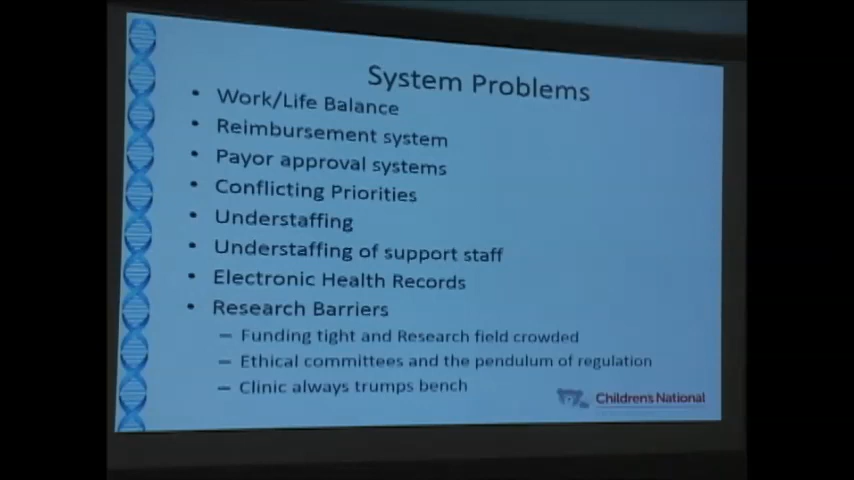 System Problems
• Work/Life Balance
• Reimbursement system
• Payor approval systems
• Conflicting Priorities
• Understaffing
• Understaffing of support staff
• Electronic Health Records
• Research Barriers
– Funding tight and Research field crowded
– Ethical committees and the pendulum of regulation
– Clinic always trumps bench
Children's National